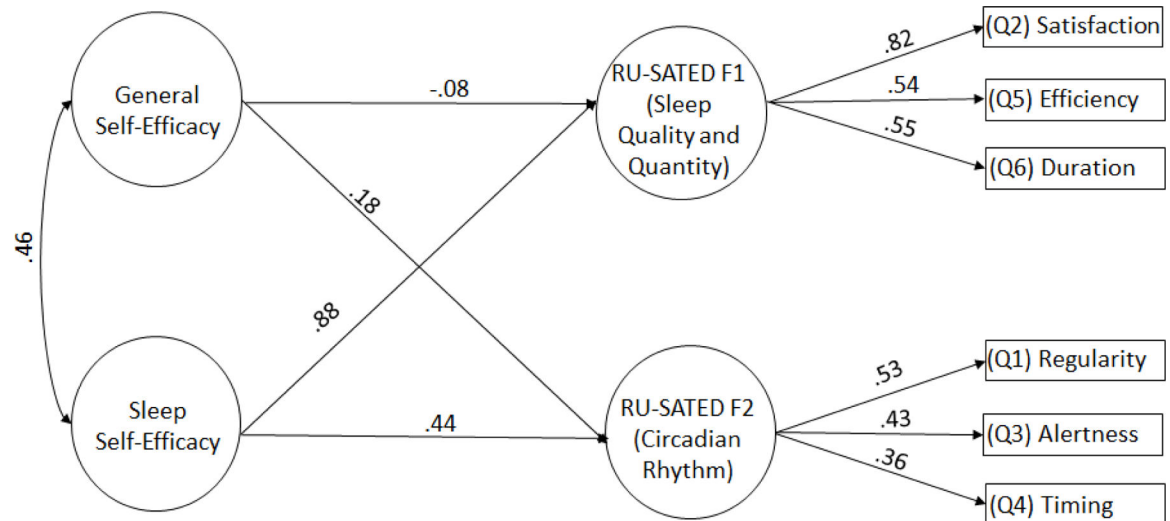 General
Self-Efficacy
-.08
RU-SATED F1
(Sleep
Quality and
Quantity)
.82
(Q2) Satisfaction
.54
(Q5) Efficiency
.55
(Q6) Duration
.46
.18
.88
Sleep
Self-Efficacy
.44
RU-SATED F2
(Circadian
Rhythm)
.53
(Q1) Regularity
.43
(Q3) Alertness
.36
(Q4) Timing